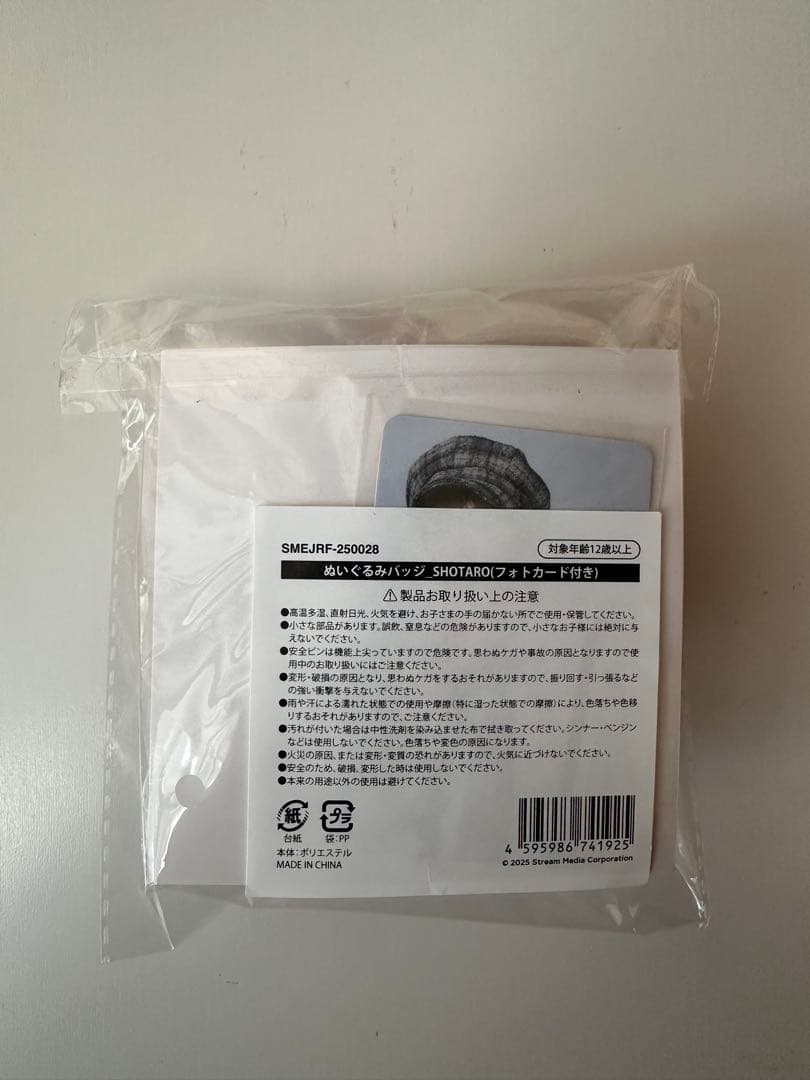 SMEJRF-250028
対象年齢12歳以上
ぬいぐるみバッジ_SHOTARO(フォトカード付き)
⚠製品お取り扱い上の注意
●高温多湿、直射日光、火気を避け、お子さまの手の届かない所でご使用・保管してください。
●小さな部品があります。誤飲、窒息などの危険がありますので、小さなお子様には絶対に与
えないでください。
●安全ピンは機能上尖っていますので危険です。思わぬケガや事故の原因となりますので使
用中のお取り扱いにはご注意ください。
●変形・破損の原因となり、思わぬケガをするおそれがありますので、振り回す・引っ張るなど
の強い衝撃を与えないでください。
●雨や汗による濡れた状態での使用や摩擦(特に湿った状態での摩擦)により、色落ちや色移
りするおそれがありますので、ご注意ください。
●汚れが付いた場合は中性洗剤を染み込ませた布で拭き取ってください。シンナー・ベンジン
などは使用しないでください。色落ちや変色の原因になります。
●火災の原因、または変形・変質の恐れがありますので、火気に近づけないでください。
●安全のため、破損、変形した時は使用しないでください。
●本来の用途以外の使用は避けてください。
紙 プラ
台紙 袋:PP
本体:ポリエステル
MADE IN CHINA
4 595986 741925
© 2025 Stream Media Corporation